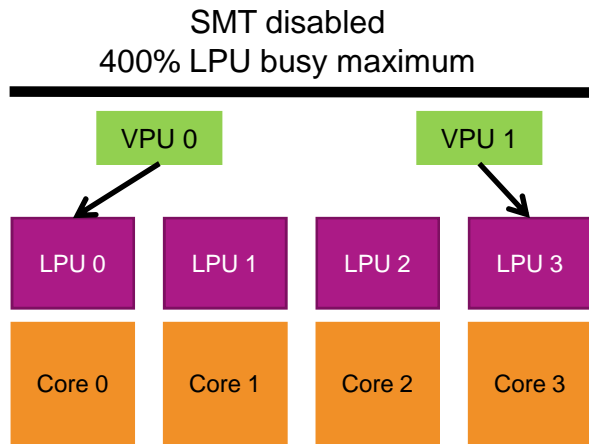 SMT disabled
400% LPU busy maximum
VPU 0
VPU 1
LPU 0
LPU 1
LPU 2
LPU 3
Core 0
Core 1
Core 2
Core 3